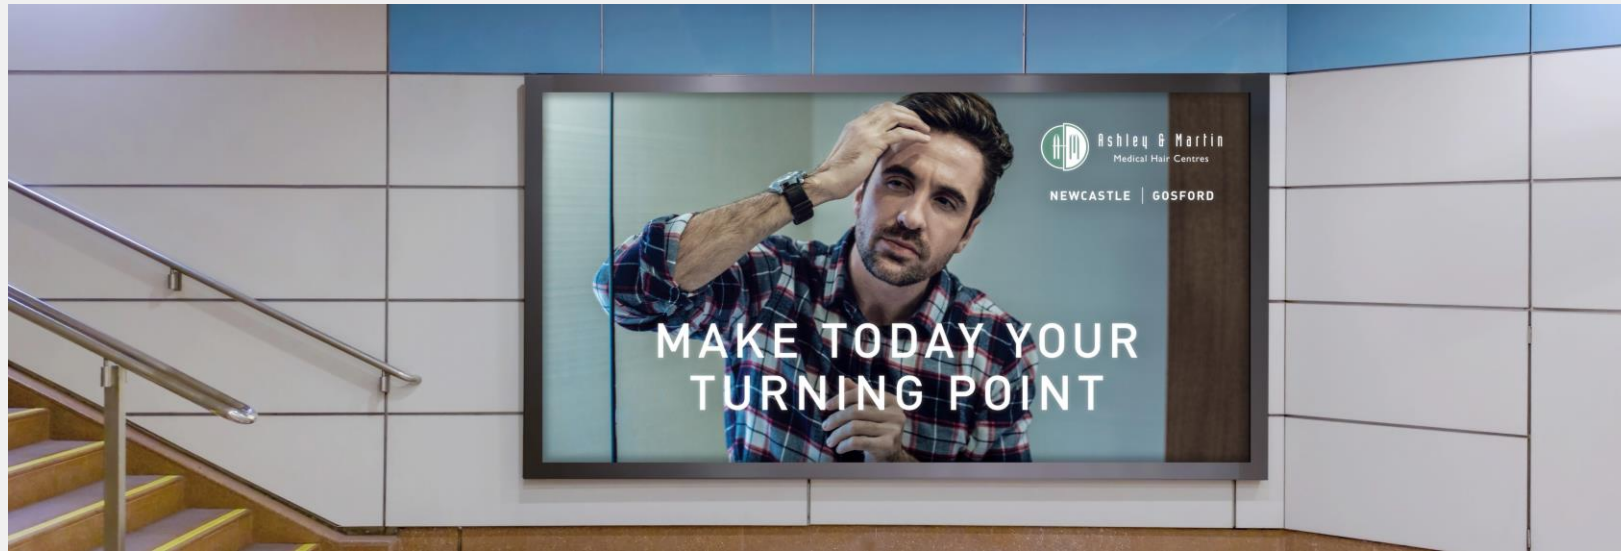 A M
Ashley & Martin
Medical Hair Centres
NEWCASTLE | GOSFORD
MAKE TODAY YOUR
TURNING POINT